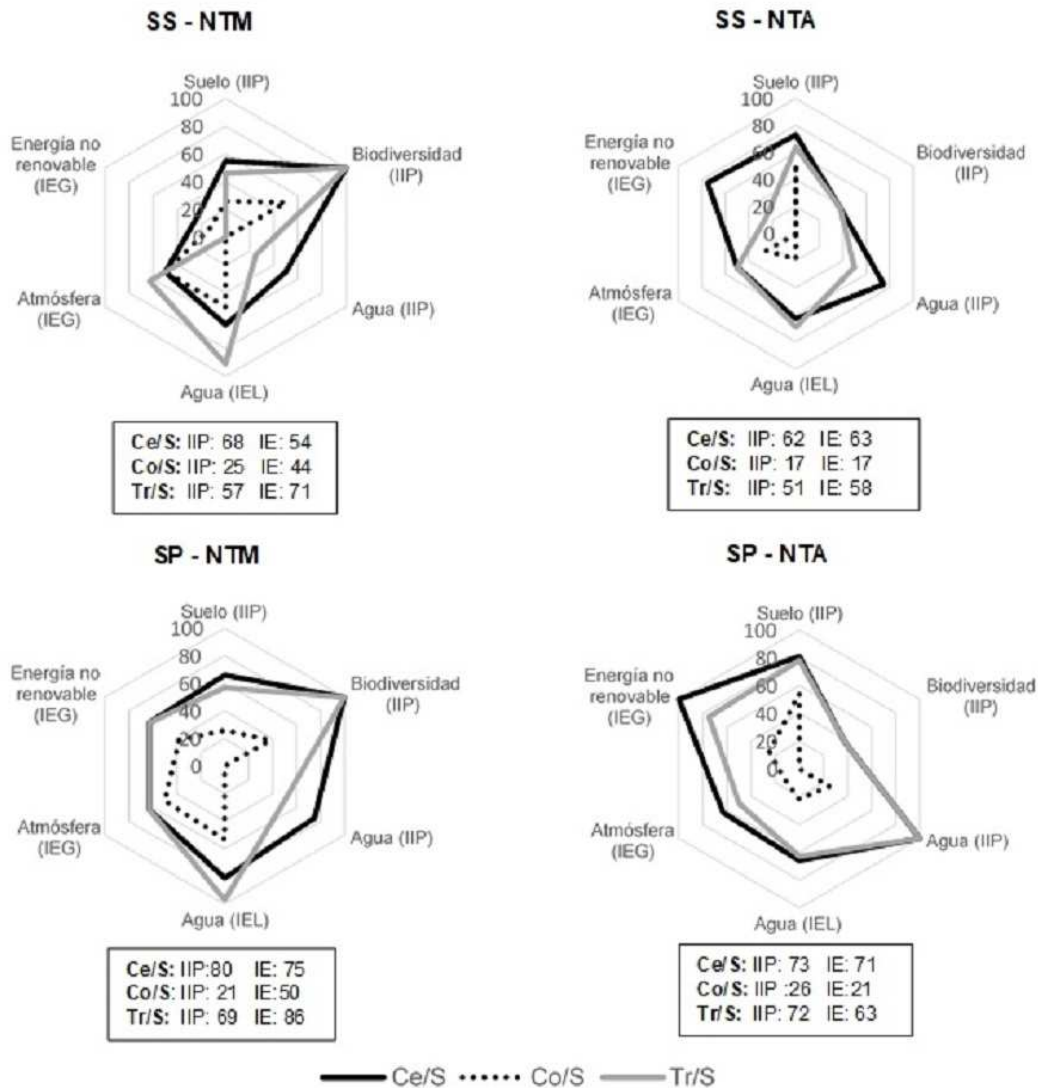 SS - NTM
Suelo (IIP)
100
80
60
40
20
0
Energía no
renovable
(IEG)
Biodiversidad
(IIP)
Atmósfera
(IEG)
Agua (IIP)
Agua (IEL)
Ce/S: IIP: 68 IE: 54
Co/S: IIP: 25 IE: 44
Tr/S: IIP: 57 IE: 71
SS - NTA
Suelo (IIP)
100
80
60
40
20
0
Energía no
renovable
(IEG)
Biodiversidad
(IIP)
Atmósfera
(IEG)
Agua (IIP)
Agua (IEL)
Ce/S: IIP: 62 IE: 63
Co/S: IIP: 17 IE: 17
Tr/S: IIP: 51 IE: 58
SP - NTM
Suelo (IIP)
100
80
60
40
20
0
Energía no
renovable
(IEG)
Biodiversidad
(IIP)
Atmósfera
(IEG)
Agua (IIP)
Agua (IEL)
Ce/S: IIP:80 IE: 75
Co/S: IIP: 21 IE:50
Tr/S: IIP: 69 IE: 86
SP - NTA
Suelo (IIP)
100
80
60
40
20
0
Energía no
renovable
(IEG)
Biodiversidad
(IIP)
Atmósfera
(IEG)
Agua (IIP)
Agua (IEL)
Ce/S: IIP: 73 IE: 71
Co/S: IIP :26 IE: 21
Tr/S: IIP: 72 IE: 63
Ce/S Co/S Tr/S